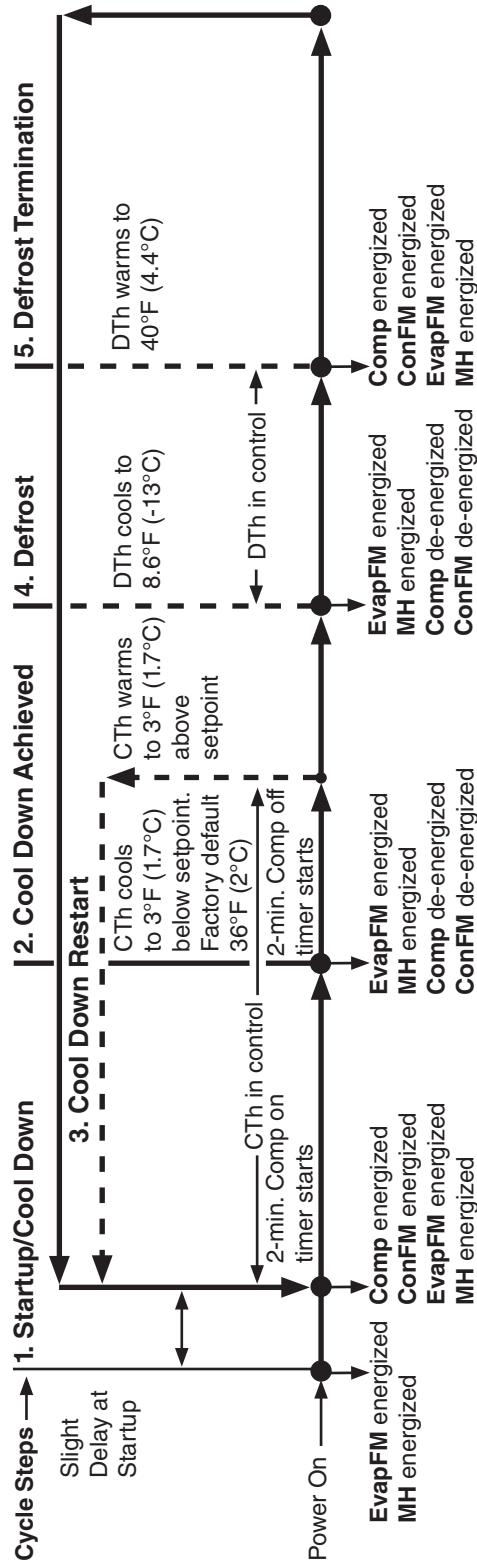 Cycle Steps
1. Startup/Cool Down
2. Cool Down Achieved
4. Defrost
5. Defrost Termination
3. Cool Down Restart
Slight
Delay at
Startup
CTh cools
to 3°F (1.7°C)
below setpoint.
Factory default
36°F (2°C)
CTh warms
to 3°F (1.7°C)
above
setpoint
DTh cools to
8.6°F (-13°C)
DTh warms to
40°F (4.4°C)
CTh in control
DTh in control
2-min. Comp on
timer starts
2-min. Comp off
timer starts
Power On
EvapFM energized
MH energized
Comp energized
ConFM energized
EvapFM energized
MH energized
EvapFM energized
MH energized
Comp de-energized
ConFM de-energized
EvapFM energized
MH energized
Comp de-energized
ConFM de-energized
Comp energized
ConFM energized
EvapFM energized
MH energized